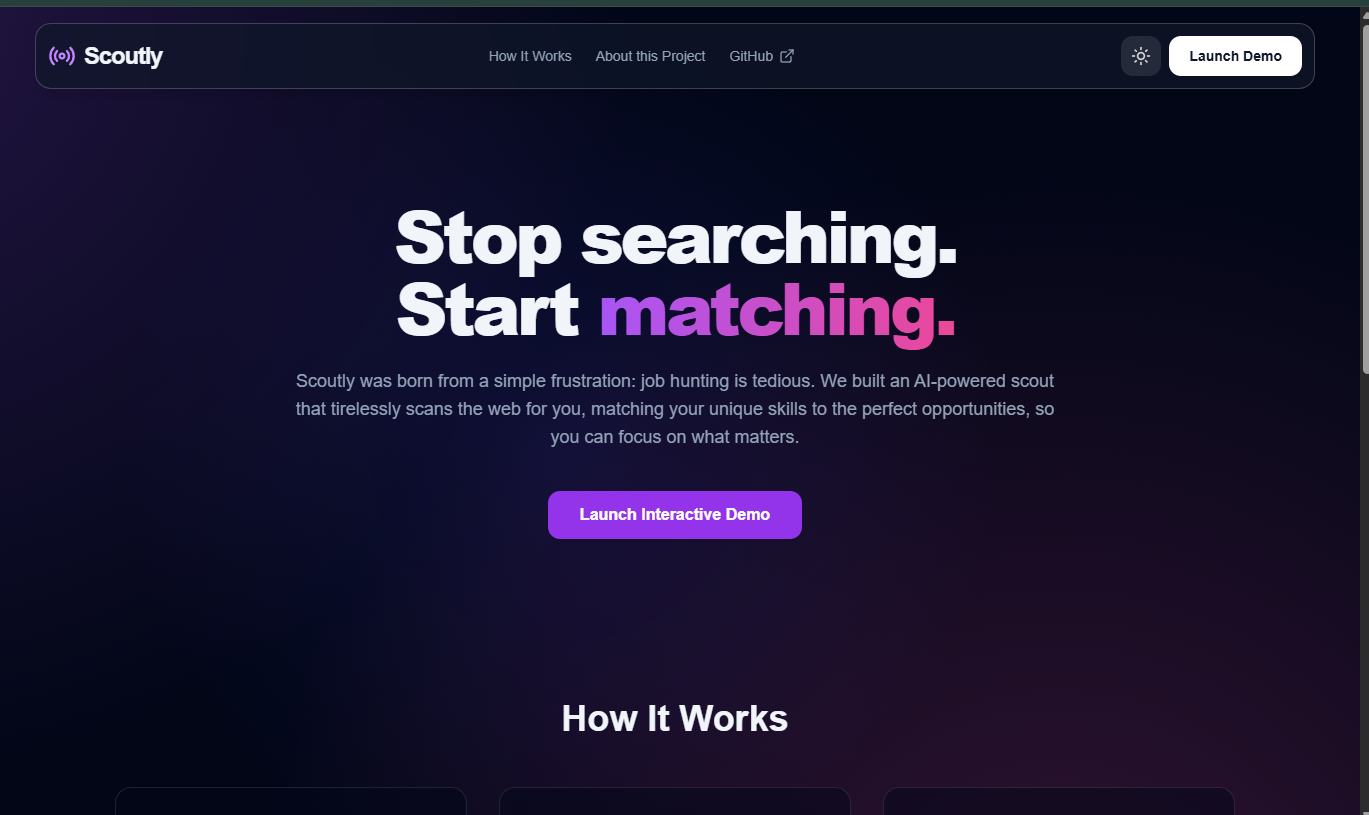 Scoutly
How It Works
About this Project
GitHub
Launch Demo
Stop searching.
Start matching.
Scoutly was born from a simple frustration: job hunting is tedious. We built an AI-powered scout
that tirelessly scans the web for you, matching your unique skills to the perfect opportunities, so
you can focus on what matters.
Launch Interactive Demo
How It Works